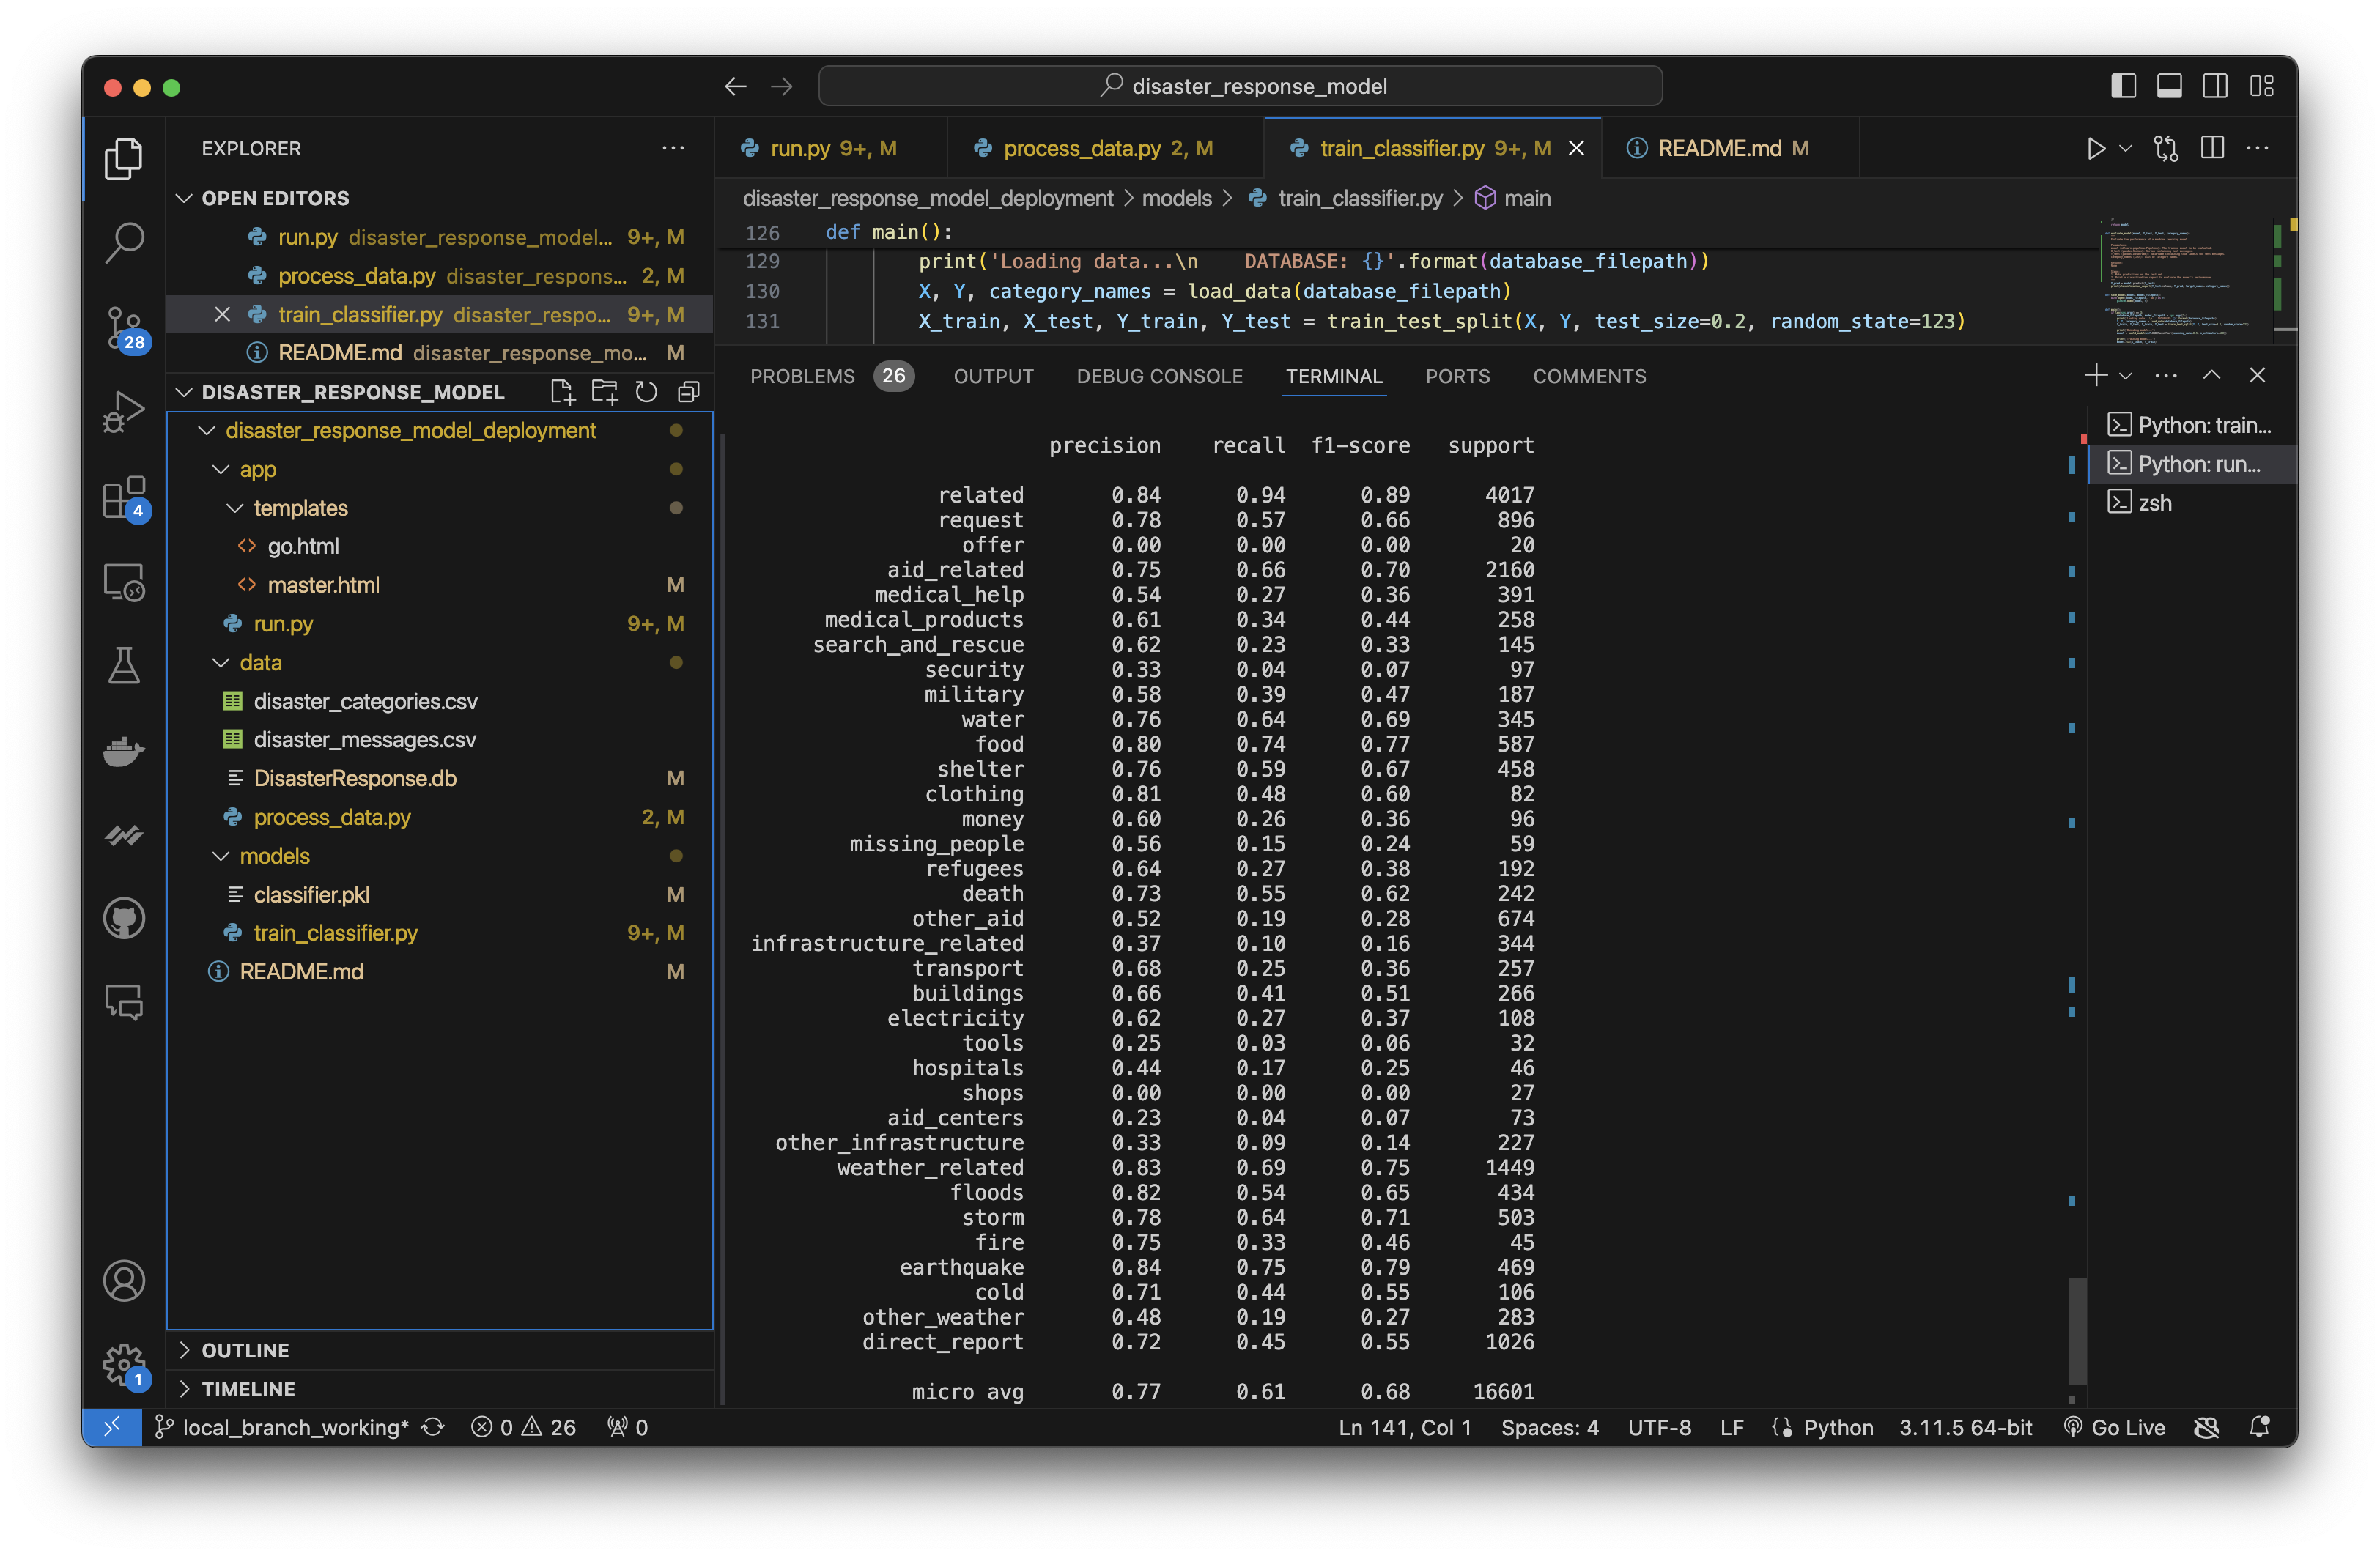 disaster_response_model
EXPLORER
OPEN EDITORS
run.py disaster_response_model... 9+, M
process_data.py disaster_respons... 2, M
train_classifier.py disaster_respo... 9+, M
README.md disaster_response_mo... M
DISASTER_RESPONSE_MODEL
disaster_response_model_deployment
app
templates
go.html
master.html M
run.py 9+, M
data
disaster_categories.csv
disaster_messages.csv
DisasterResponse.db M
process_data.py 2, M
models
classifier.pkl M
train_classifier.py 9+, M
README.md M
OUTLINE
TIMELINE
28
4
1
run.py 9+, M process_data.py 2, M train_classifier.py 9+, M README.md M
disaster_response_model_deployment > models > train_classifier.py > main
126 def main():
129 print('Loading data...\n    DATABASE: {}'.format(database_filepath))
130 X, Y, category_names = load_data(database_filepath)
131 X_train, X_test, Y_train, Y_test = train_test_split(X, Y, test_size=0.2, random_state=123)
PROBLEMS 26 OUTPUT DEBUG CONSOLE TERMINAL PORTS COMMENTS
precision recall f1-score support
related 0.84 0.94 0.89 4017
request 0.78 0.57 0.66 896
offer 0.00 0.00 0.00 20
aid_related 0.75 0.66 0.70 2160
medical_help 0.54 0.27 0.36 391
medical_products 0.61 0.34 0.44 258
search_and_rescue 0.62 0.23 0.33 145
security 0.33 0.04 0.07 97
military 0.58 0.39 0.47 187
water 0.76 0.64 0.69 345
food 0.80 0.74 0.77 587
shelter 0.76 0.59 0.67 458
clothing 0.81 0.48 0.60 82
money 0.60 0.26 0.36 96
missing_people 0.56 0.15 0.24 59
refugees 0.64 0.27 0.38 192
death 0.73 0.55 0.62 242
other_aid 0.52 0.19 0.28 674
infrastructure_related 0.37 0.10 0.16 344
transport 0.68 0.25 0.36 257
buildings 0.66 0.41 0.51 266
electricity 0.62 0.27 0.37 108
tools 0.25 0.03 0.06 32
hospitals 0.44 0.17 0.25 46
shops 0.00 0.00 0.00 27
aid_centers 0.23 0.04 0.07 73
other_infrastructure 0.33 0.09 0.14 227
weather_related 0.83 0.69 0.75 1449
floods 0.82 0.54 0.65 434
storm 0.78 0.64 0.71 503
fire 0.75 0.33 0.46 45
earthquake 0.84 0.75 0.79 469
cold 0.71 0.44 0.55 106
other_weather 0.48 0.19 0.27 283
direct_report 0.72 0.45 0.55 1026
micro avg 0.77 0.61 0.68 16601
Python: train...
Python: run...
zsh
local_branch_working* 0 26 0 Ln 141, Col 1 Spaces: 4 UTF-8 LF Python 3.11.5 64-bit Go Live